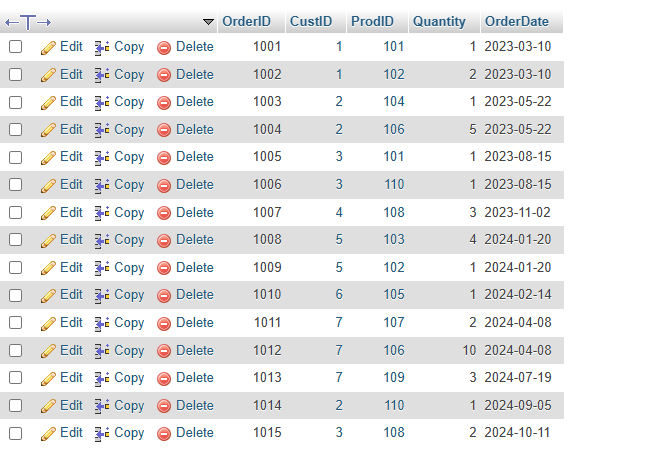 OrderID CustID ProdID Quantity OrderDate
Edit Copy Delete 1001 1 101 1 2023-03-10
Edit Copy Delete 1002 1 102 2 2023-03-10
Edit Copy Delete 1003 2 104 1 2023-05-22
Edit Copy Delete 1004 2 106 5 2023-05-22
Edit Copy Delete 1005 3 101 1 2023-08-15
Edit Copy Delete 1006 3 110 1 2023-08-15
Edit Copy Delete 1007 4 108 3 2023-11-02
Edit Copy Delete 1008 5 103 4 2024-01-20
Edit Copy Delete 1009 5 102 1 2024-01-20
Edit Copy Delete 1010 6 105 1 2024-02-14
Edit Copy Delete 1011 7 107 2 2024-04-08
Edit Copy Delete 1012 7 106 10 2024-04-08
Edit Copy Delete 1013 7 109 3 2024-07-19
Edit Copy Delete 1014 2 110 1 2024-09-05
Edit Copy Delete 1015 3 108 2 2024-10-11